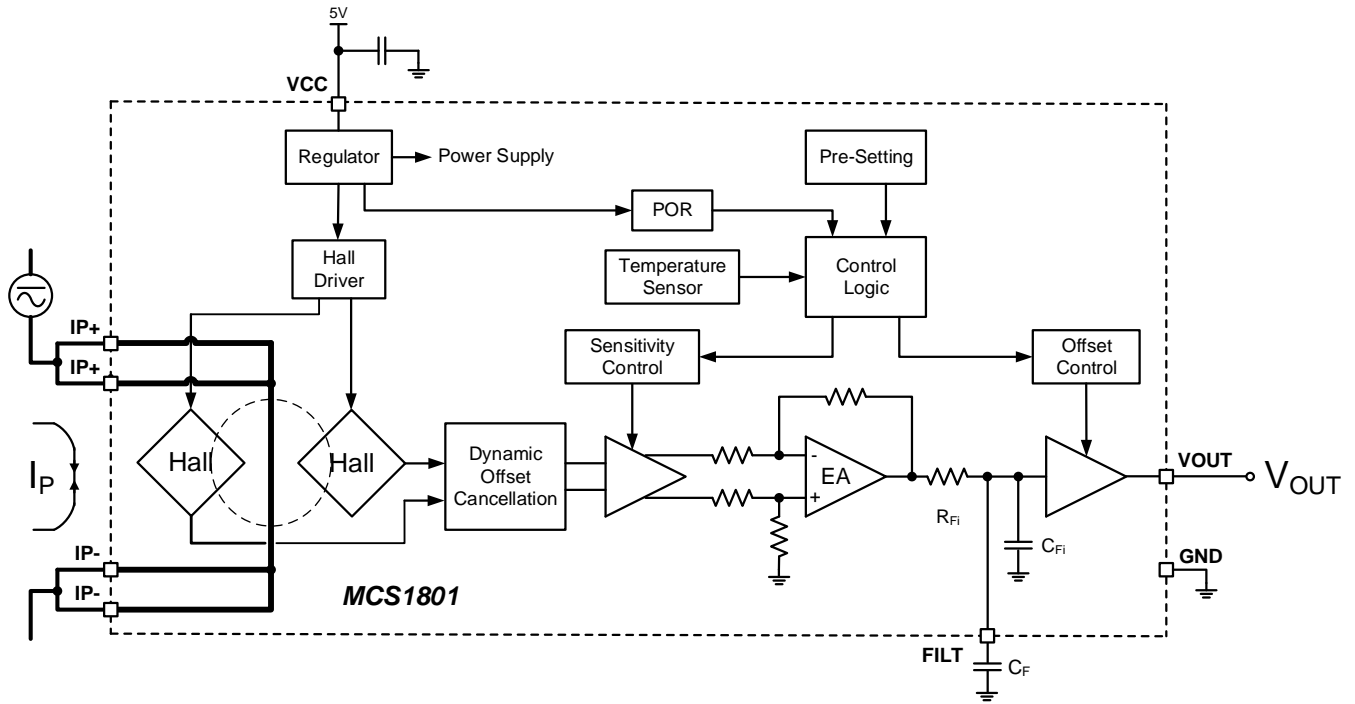 5V
VCC
Regulator
Power Supply
Pre-Setting
POR
Hall
Driver
Temperature
Sensor
Control
Logic
IP+
IP+
Sensitivity
Control
Offset
Control
Hall
Hall
Dynamic
Offset
Cancellation
-
EA
+
RFi
CFi
VOUT
VOUT
IP
IP-
IP-
GND
MCS1801
FILT
CF